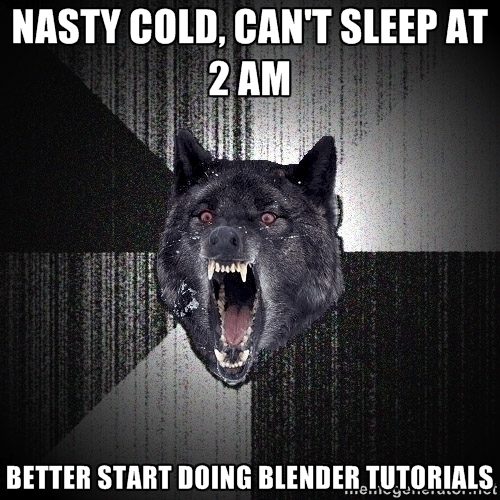 NASTY COLD, CAN'T SLEEP AT
2 AM
BETTER START DOING BLENDER TUTORIALS
memegenerator.net